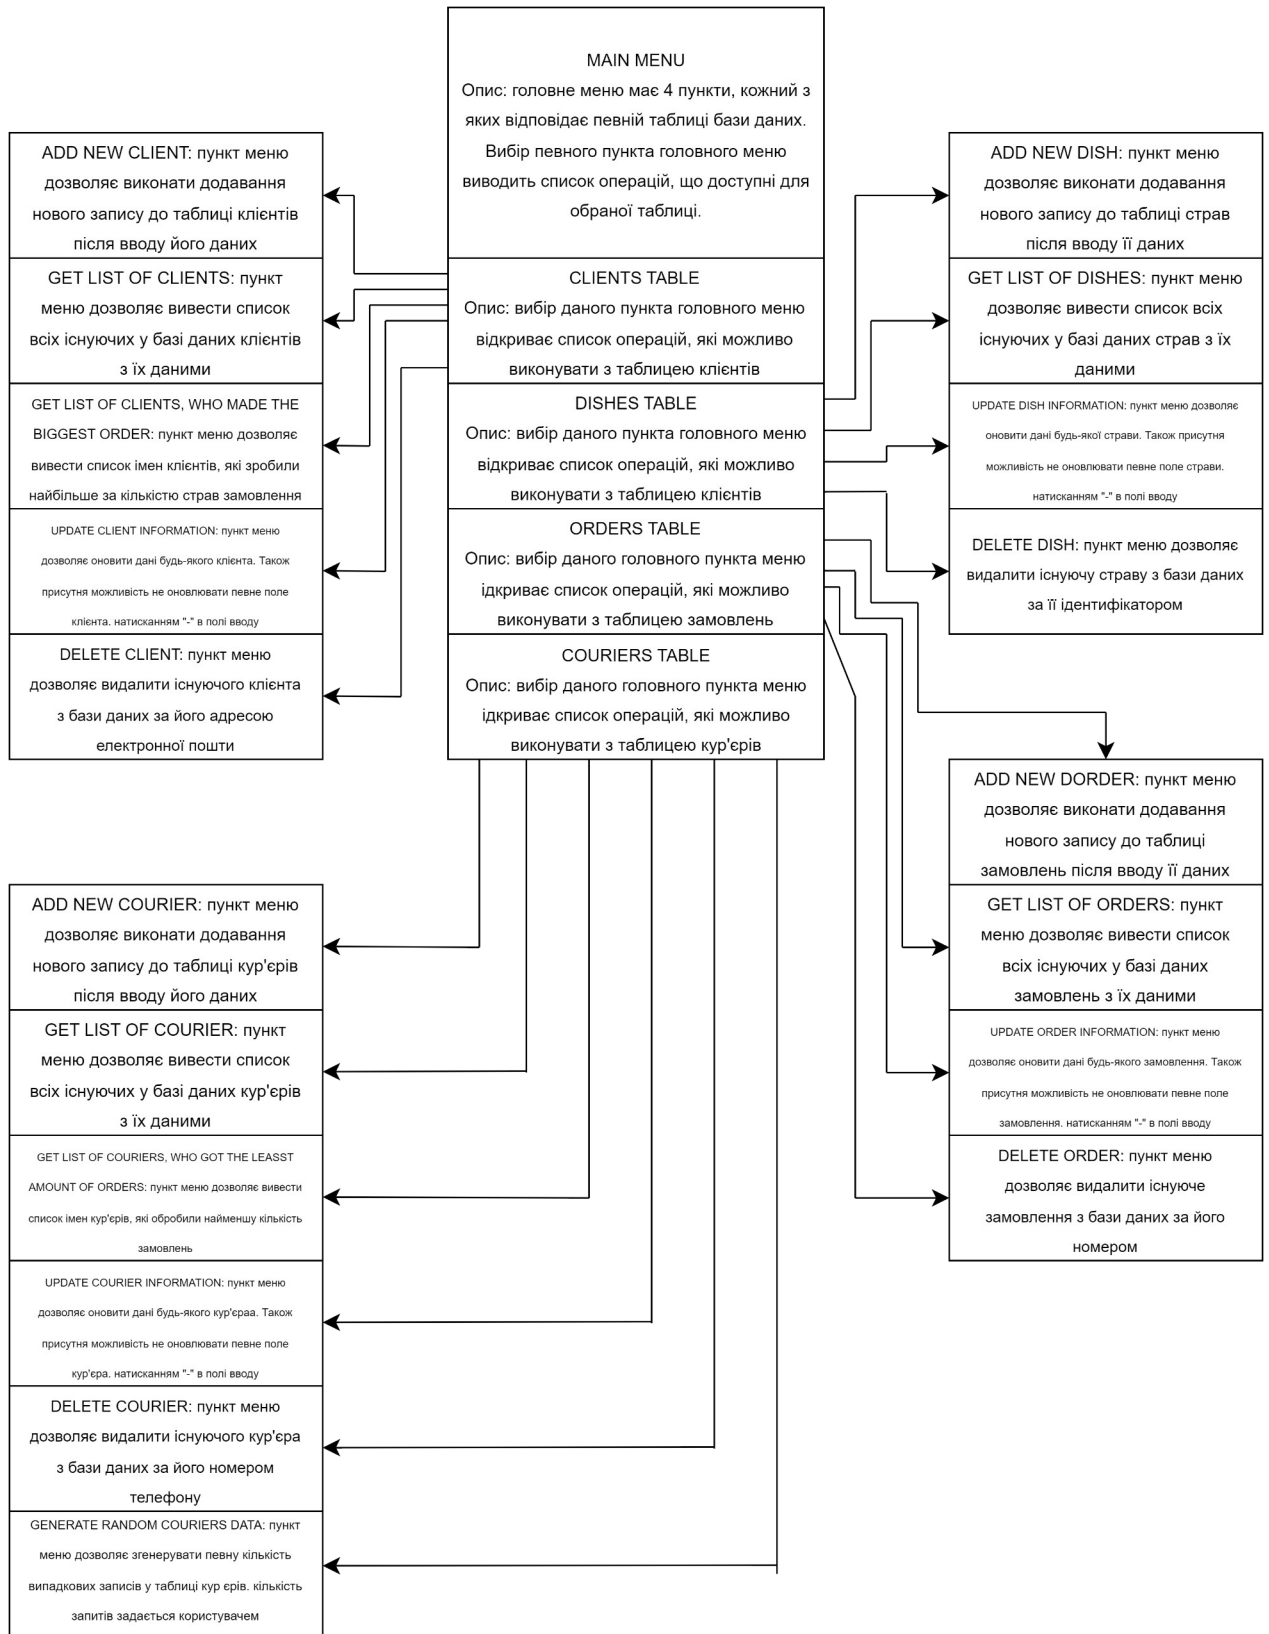 MAIN MENU
Опис: головне меню має 4 пункти, кожний з
яких відповідає певній таблиці бази даних.
Вибір певного пункта головного меню
виводить список операцій, що доступні для
обраної таблиці.
CLIENTS TABLE
Опис: вибір даного пункта головного меню
відкриває список операцій, які можливо
виконувати з таблицею клієнтів
DISHES TABLE
Опис: вибір даного пункта головного меню
відкриває список операцій, які можливо
виконувати з таблицею клієнтів
ORDERS TABLE
Опис: вибір даного головного пункта меню
ідкриває список операцій, які можливо
виконувати з таблицею замовлень
COURIERS TABLE
Опис: вибір даного головного пункта меню
ідкриває список операцій, які можливо
виконувати з таблицею кур'єрів
ADD NEW CLIENT: пункт меню
дозволяє виконати додавання
нового запису до таблиці клієнтів
після вводу його даних
GET LIST OF CLIENTS: пункт
меню дозволяє вивести список
всіх існуючих у базі даних клієнтів
з їх даними
GET LIST OF CLIENTS, WHO MADE THE
BIGGEST ORDER: пункт меню дозволяє
вивести список імен клієнтів, які зробили
найбільше за кількістю страв замовлення
UPDATE CLIENT INFORMATION: пункт меню
дозволяє оновити дані будь-якого клієнта. Також
присутня можливість не оновлювати певне поле
клієнта. натисканням "-" в полі вводу
DELETE CLIENT: пункт меню
дозволяє видалити існуючого клієнта
з бази даних за його адресою
електронної пошти
ADD NEW DISH: пункт меню
дозволяє виконати додавання
нового запису до таблиці страв
після вводу її даних
GET LIST OF DISHES: пункт меню
дозволяє вивести список всіх
існуючих у базі даних страв з їх
даними
UPDATE DISH INFORMATION: пункт меню дозволяє
оновити дані будь-якої страви. Також присутня
можливість не оновлювати певне поле страви.
натисканням "-" в полі вводу
DELETE DISH: пункт меню дозволяє
видалити існуючу страву з бази даних
за її ідентифікатором
ADD NEW DORDER: пункт меню
дозволяє виконати додавання
нового запису до таблиці
замовлень після вводу її даних
GET LIST OF ORDERS: пункт
меню дозволяє вивести список
всіх існуючих у базі даних
замовлень з їх даними
UPDATE ORDER INFORMATION: пункт меню
дозволяє оновити дані будь-якого замовлення. Також
присутня можливість не оновлювати певне поле
замовлення. натисканням "-" в полі вводу
DELETE ORDER: пункт меню
дозволяє видалити існуюче
замовлення з бази даних за його
номером
ADD NEW COURIER: пункт меню
дозволяє виконати додавання
нового запису до таблиці кур'єрів
після вводу його даних
GET LIST OF COURIER: пункт
меню дозволяє вивести список
всіх існуючих у базі даних кур'єрів
з їх даними
GET LIST OF COURIERS, WHO GOT THE LEASST
AMOUNT OF ORDERS: пункт меню дозволяє вивести
список імен кур'єрів, які обробили найменшу кількість
замовлень
UPDATE COURIER INFORMATION: пункт меню
дозволяє оновити дані будь-якого кур'єраа. Також
присутня можливість не оновлювати певне поле
кур'єра. натисканням "-" в полі вводу
DELETE COURIER: пункт меню
дозволяє видалити існуючого кур'єра
з бази даних за його номером
телефону
GENERATE RANDOM COURIERS DATA: пункт
меню дозволяє згенерувати певну кількість
випадкових записів у таблиці кур єрів. кількість
запитів задається користувачем